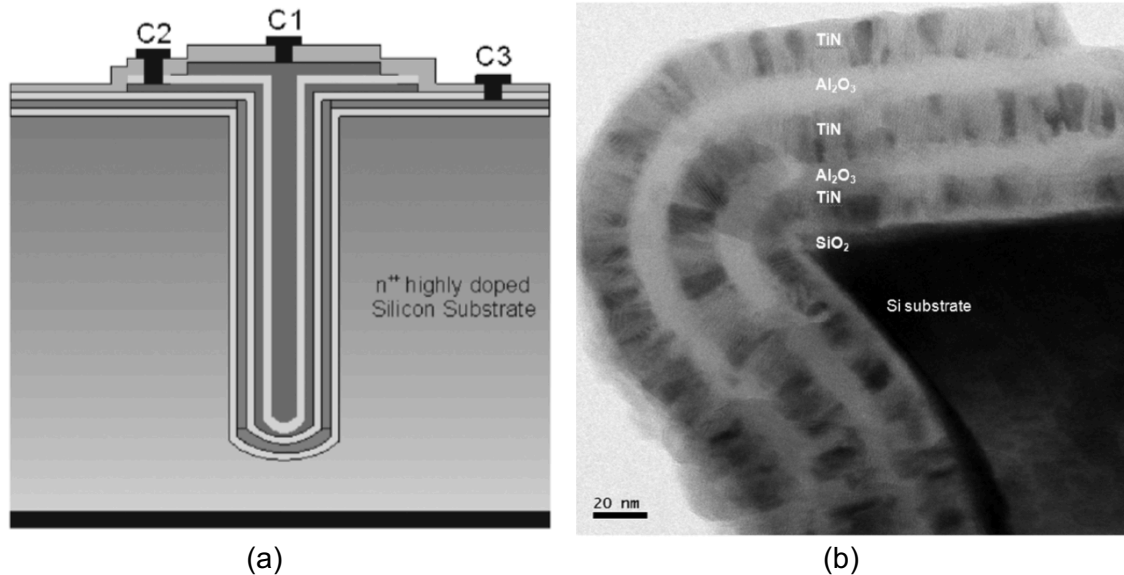 C2
C1
C3
n⁺⁺ highly doped
Silicon Substrate
(a)
TiN
Al₂O₃
TiN
Al₂O₃
TiN
SiO₂
Si substrate
20 nm
(b)